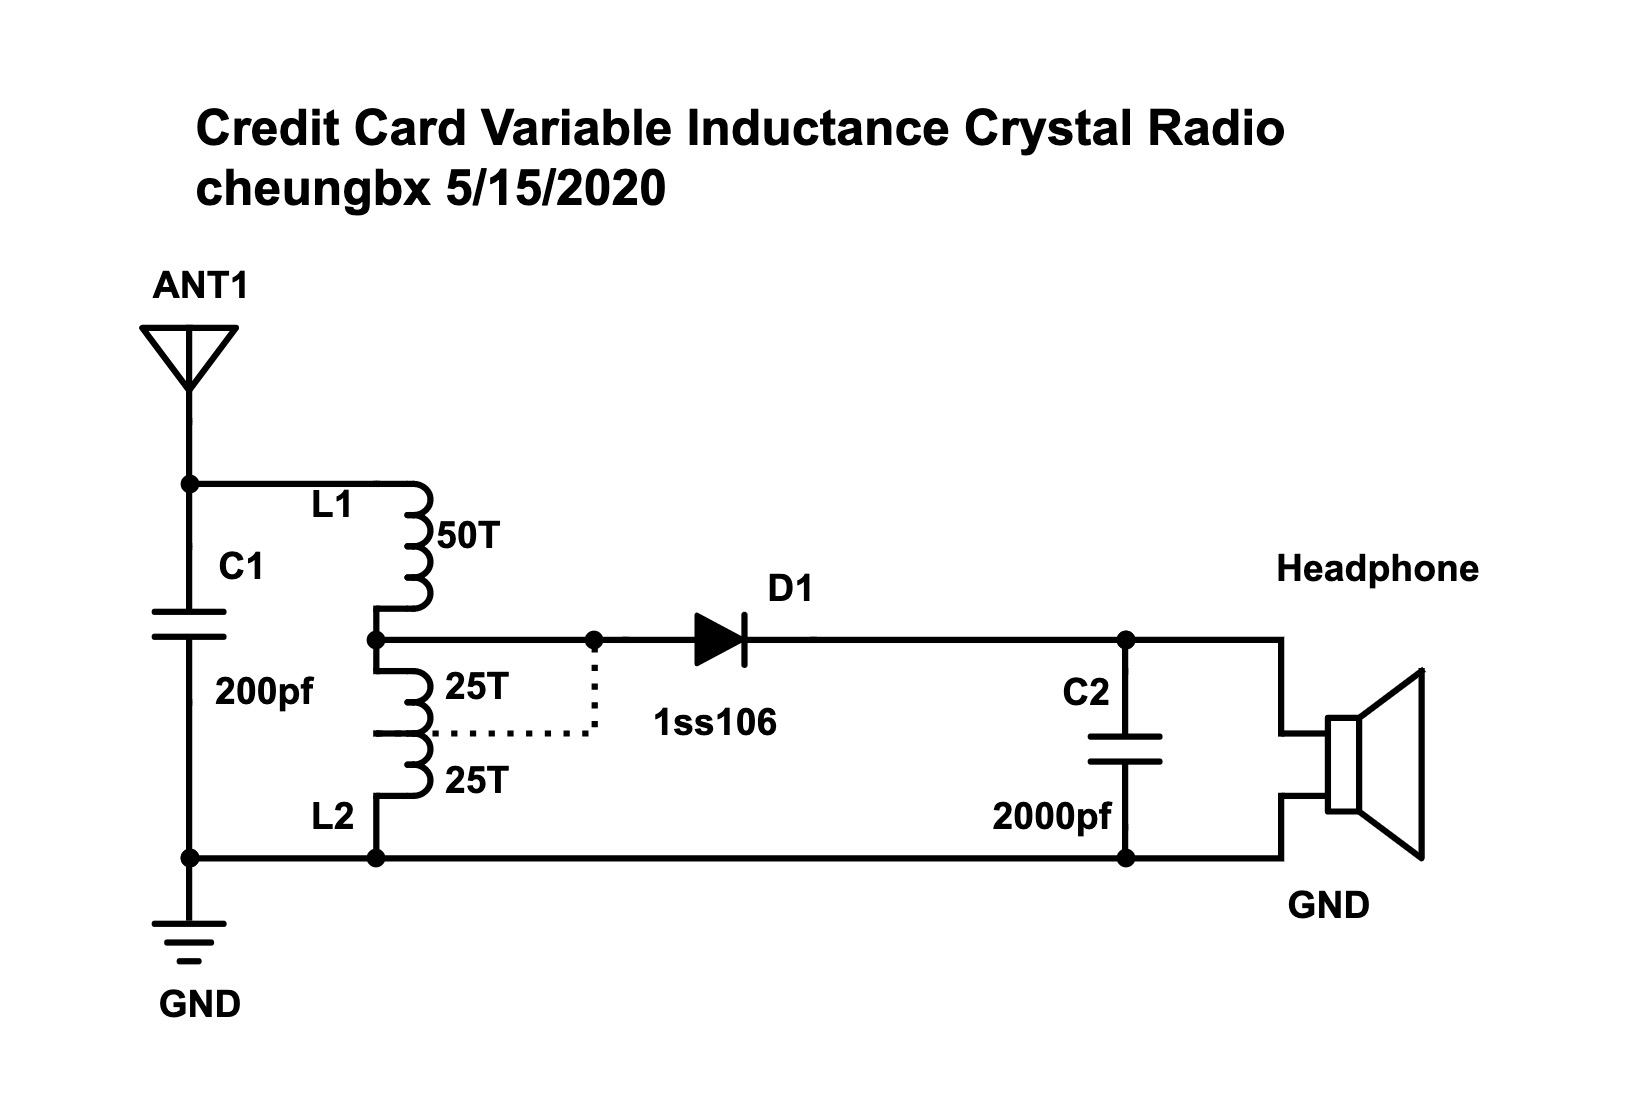 Credit Card Variable Inductance Crystal Radio
cheungbx 5/15/2020
ANT1
L1
50T
C1
200pf
25T
25T
L2
D1
1ss106
C2
2000pf
Headphone
GND
GND